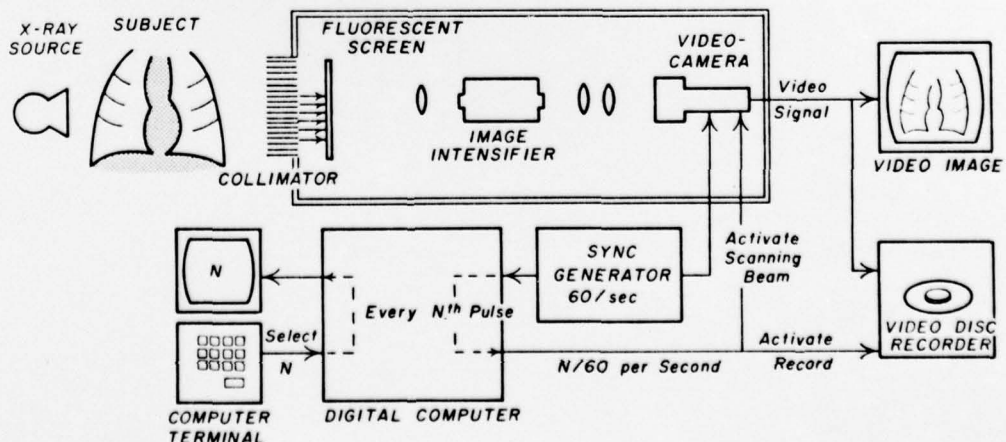 X-RAY
SOURCE
SUBJECT
FLUORESCENT
SCREEN
VIDEO-
CAMERA
Video
Signal
IMAGE
INTENSIFIER
COLLIMATOR
VIDEO IMAGE
N
Select
N
COMPUTER
TERMINAL
Every Nth Pulse
DIGITAL COMPUTER
SYNC
GENERATOR
60/sec
Activate
Scanning
Beam
N/60 per Second
Activate
Record
VIDEO DISC
RECORDER